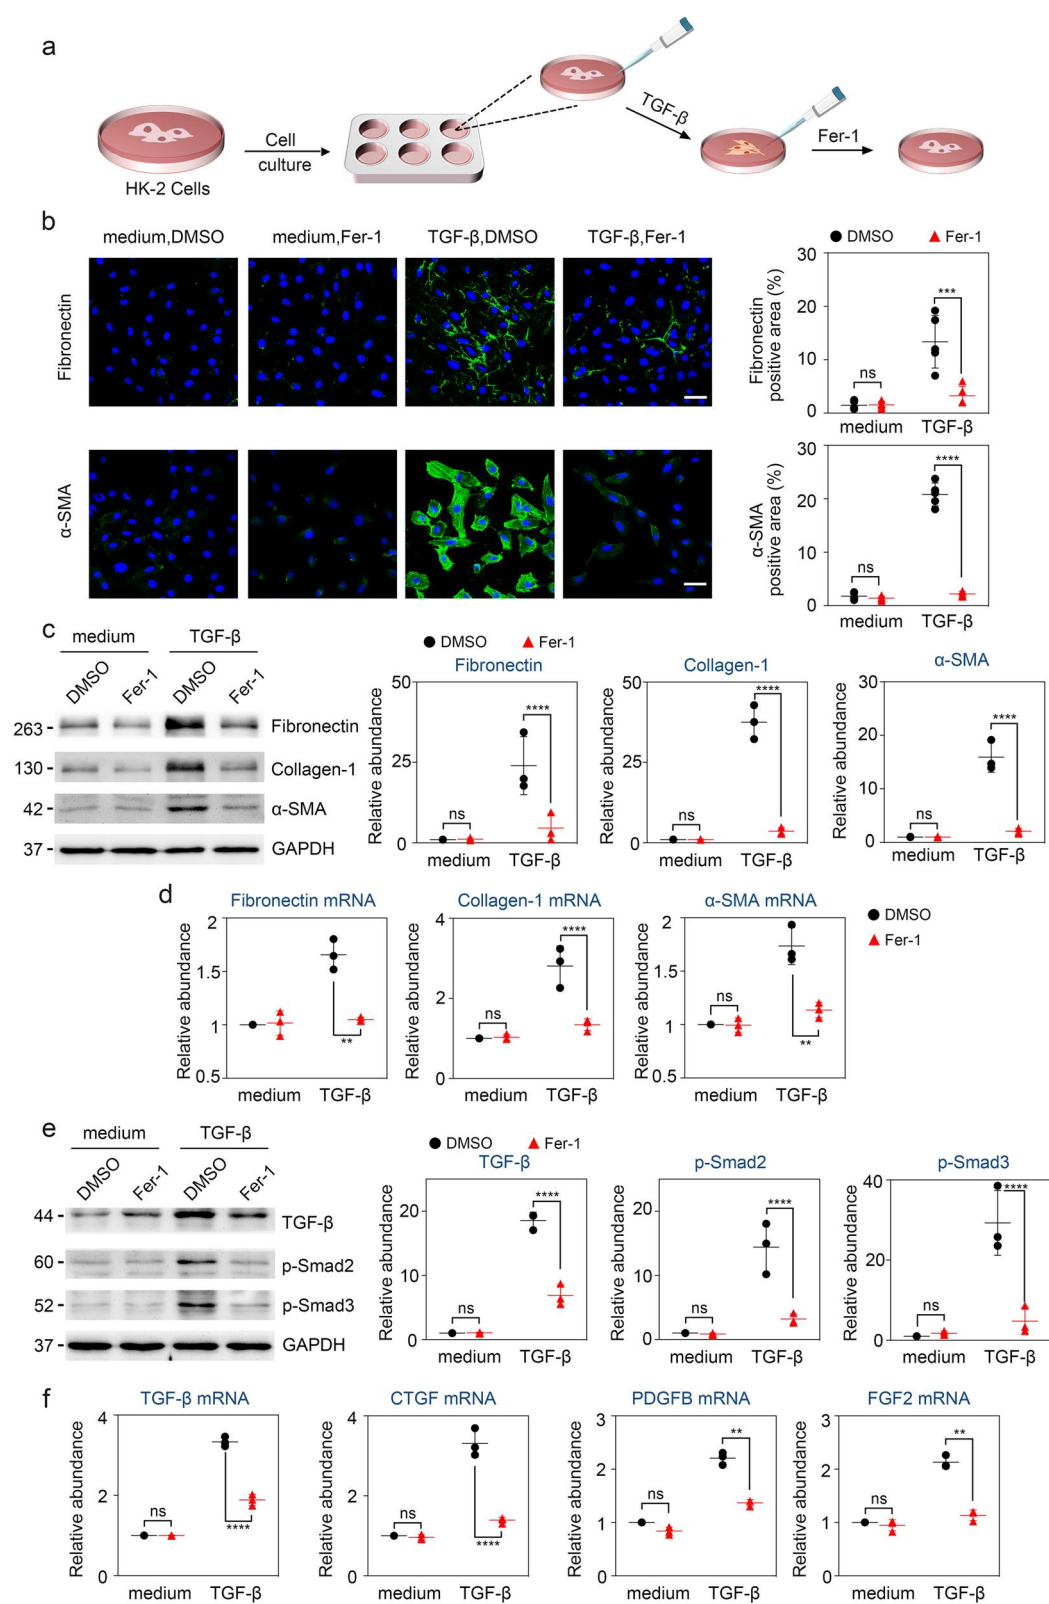 a
HK-2 Cells
Cell
culture
TGF-β
Fer-1
b
medium,DMSO
medium,Fer-1
TGF-β,DMSO
TGF-β,Fer-1
Fibronectin
α-SMA
DMSO
Fer-1
Fibronectin
positive area (%)
30
20
10
0
ns
***
medium
TGF-β
α-SMA
positive area (%)
30
20
10
0
ns
****
medium
TGF-β
c
medium
TGF-β
DMSO
Fer-1
DMSO
Fer-1
263
Fibronectin
130
Collagen-1
42
α-SMA
37
GAPDH
DMSO
Fer-1
Fibronectin
Relative abundance
50
25
0
ns
****
medium
TGF-β
Collagen-1
Relative abundance
50
25
0
ns
****
medium
TGF-β
α-SMA
Relative abundance
30
20
10
0
ns
****
medium
TGF-β
d
Fibronectin mRNA
Relative abundance
2
1.5
1
0.5
**
medium
TGF-β
Collagen-1 mRNA
Relative abundance
4
2
0
ns
****
medium
TGF-β
α-SMA mRNA
Relative abundance
2
1.5
1
0.5
ns
**
medium
TGF-β
DMSO
Fer-1
e
medium
TGF-β
DMSO
Fer-1
DMSO
Fer-1
44
TGF-β
60
p-Smad2
52
p-Smad3
37
GAPDH
DMSO
Fer-1
TGF-β
Relative abundance
20
10
0
ns
****
medium
TGF-β
p-Smad2
Relative abundance
20
10
0
ns
****
medium
TGF-β
p-Smad3
Relative abundance
40
20
0
ns
****
medium
TGF-β
f
TGF-β mRNA
Relative abundance
4
2
0
ns
****
medium
TGF-β
CTGF mRNA
Relative abundance
4
2
0
ns
****
medium
TGF-β
PDGFB mRNA
Relative abundance
3
2
1
0
ns
**
medium
TGF-β
FGF2 mRNA
Relative abundance
3
2
1
0
ns
**
medium
TGF-β